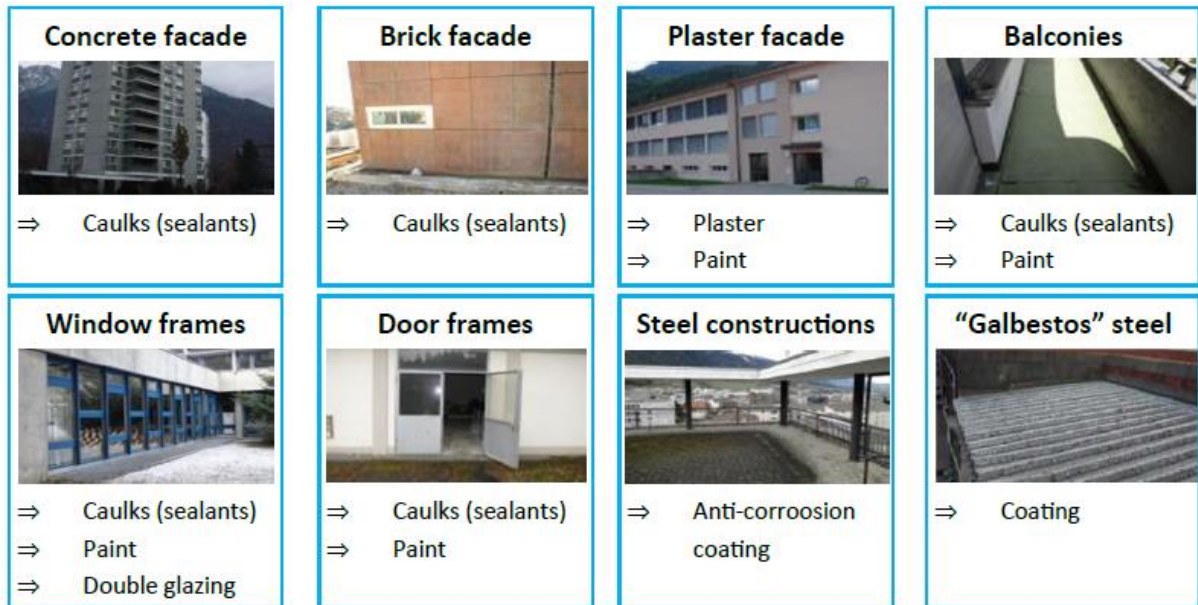 Concrete facade
⇒ Caulks (sealants)
Brick facade
⇒ Caulks (sealants)
Plaster facade
⇒ Plaster
⇒ Paint
Balconies
⇒ Caulks (sealants)
⇒ Paint
Window frames
⇒ Caulks (sealants)
⇒ Paint
⇒ Double glazing
Door frames
⇒ Caulks (sealants)
⇒ Paint
Steel constructions
⇒ Anti-corroosion
coating
“Galbestos” steel
⇒ Coating